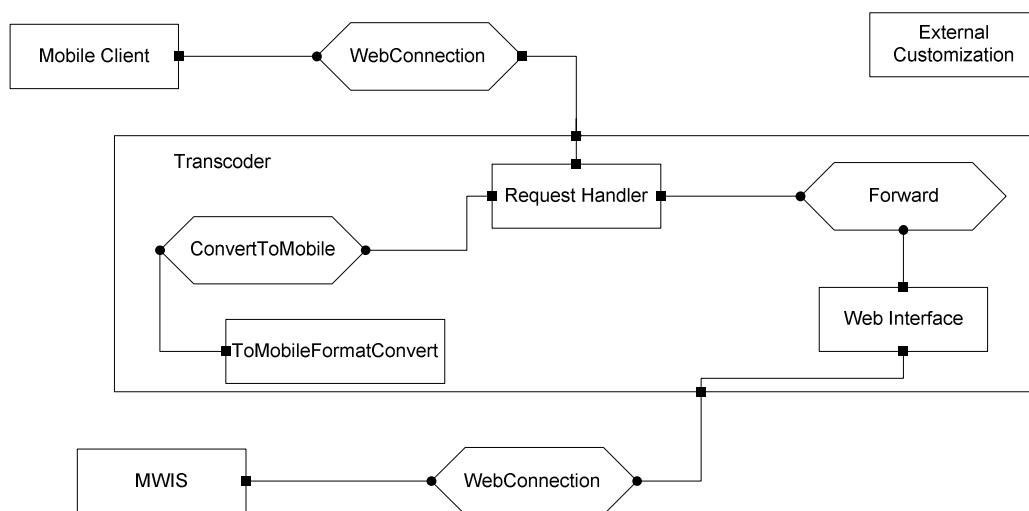 Mobile Client
WebConnection
External
Customization
Transcoder
Request Handler
Forward
ConvertToMobile
Web Interface
ToMobileFormatConvert
MWIS
WebConnection